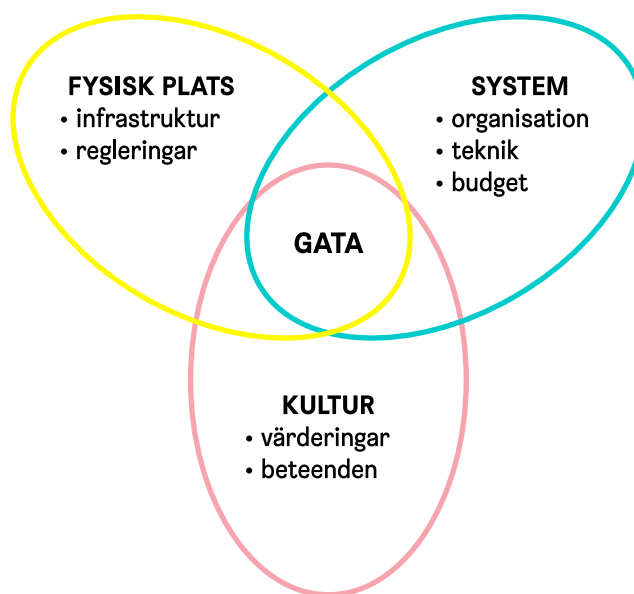 FYSISK PLATS
• infrastruktur
• regleringar
SYSTEM
• organisation
• teknik
• budget
GATA
KULTUR
• värderingar
• beteenden